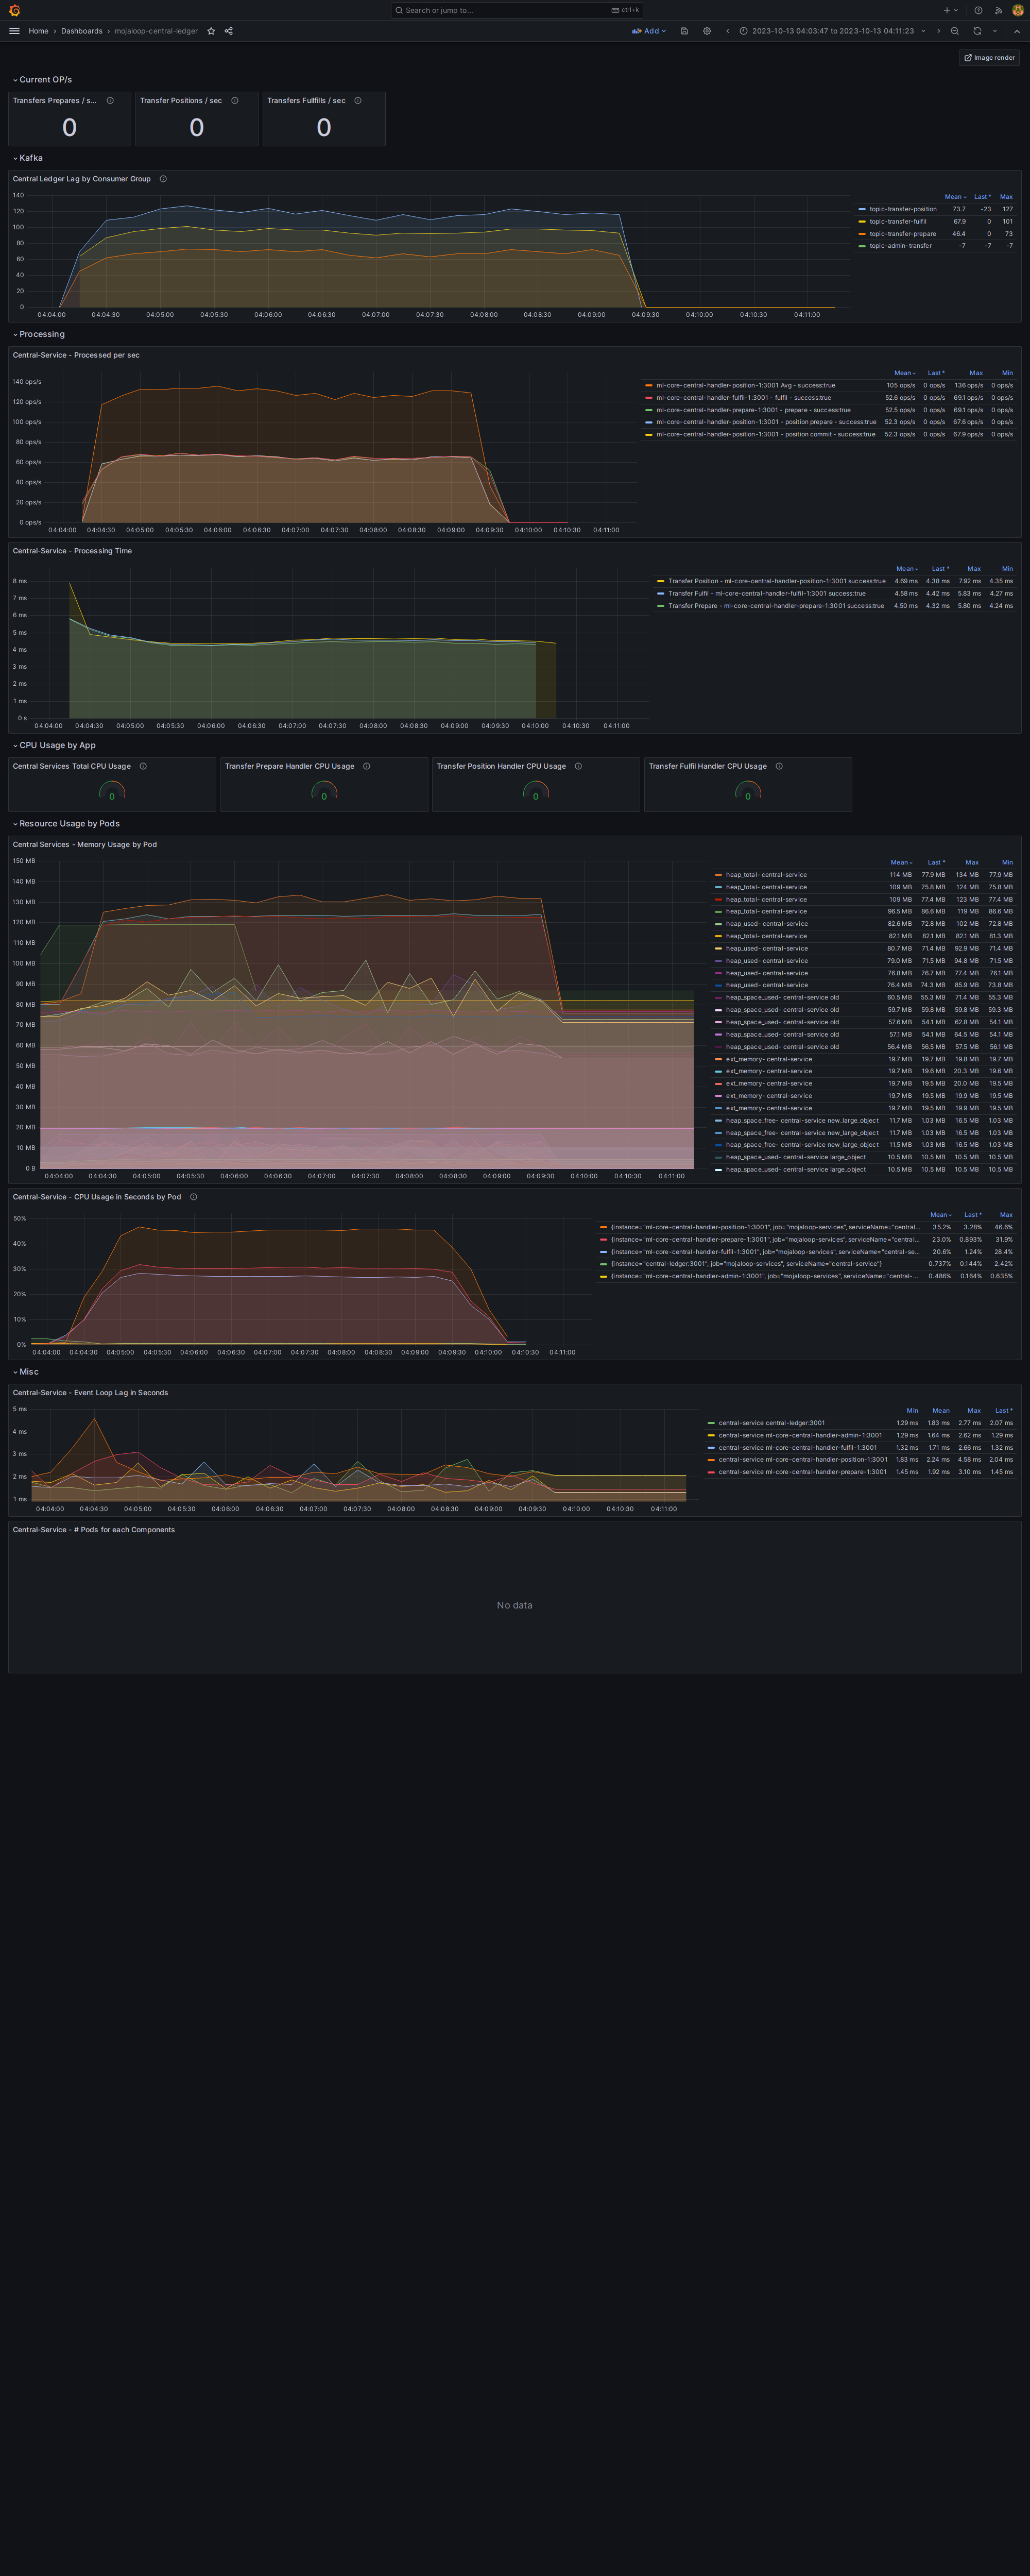 Search or jump to...
ctrl+k
Home › Dashboards › mojaloop-central-ledger
Add
2023-10-13 04:03:47 to 2023-10-13 04:11:23
Image render
Current OP/s
Transfers Prepares / s...
Transfer Positions / sec
Transfers Fullfills / sec
0
0
0
Kafka
Central Ledger Lag by Consumer Group
140
120
100
80
60
40
20
0
04:04:00 04:04:30 04:05:00 04:05:30 04:06:00 04:06:30 04:07:00 04:07:30 04:08:00 04:08:30 04:09:00 04:09:30 04:10:00 04:10:30 04:11:00
Mean Last * Max
topic-transfer-position 73.7 -23 127
topic-transfer-fulfil 67.9 0 101
topic-transfer-prepare 46.4 0 73
topic-admin-transfer -7 -7 -7
Processing
Central-Service - Processed per sec
140 ops/s
120 ops/s
100 ops/s
80 ops/s
60 ops/s
40 ops/s
20 ops/s
0 ops/s
04:04:00 04:04:30 04:05:00 04:05:30 04:06:00 04:06:30 04:07:00 04:07:30 04:08:00 04:08:30 04:09:00 04:09:30 04:10:00 04:10:30 04:11:00
Mean Last * Max Min
ml-core-central-handler-position-1:3001 Avg - success:true 105 ops/s 0 ops/s 136 ops/s 0 ops/s
ml-core-central-handler-fulfil-1:3001 - fulfil - success:true 52.6 ops/s 0 ops/s 69.1 ops/s 0 ops/s
ml-core-central-handler-prepare-1:3001 - prepare - success:true 52.5 ops/s 0 ops/s 69.1 ops/s 0 ops/s
ml-core-central-handler-position-1:3001 - position prepare - success:true 52.3 ops/s 0 ops/s 67.6 ops/s 0 ops/s
ml-core-central-handler-position-1:3001 - position commit - success:true 52.3 ops/s 0 ops/s 67.9 ops/s 0 ops/s
Central-Service - Processing Time
8 ms
7 ms
6 ms
5 ms
4 ms
3 ms
2 ms
1 ms
0 s
04:04:00 04:04:30 04:05:00 04:05:30 04:06:00 04:06:30 04:07:00 04:07:30 04:08:00 04:08:30 04:09:00 04:09:30 04:10:00 04:10:30 04:11:00
Mean Last * Max Min
Transfer Position - ml-core-central-handler-position-1:3001 success:true 4.69 ms 4.38 ms 7.92 ms 4.35 ms
Transfer Fulfil - ml-core-central-handler-fulfil-1:3001 success:true 4.58 ms 4.42 ms 5.83 ms 4.27 ms
Transfer Prepare - ml-core-central-handler-prepare-1:3001 success:true 4.50 ms 4.32 ms 5.80 ms 4.24 ms
CPU Usage by App
Central Services Total CPU Usage
Transfer Prepare Handler CPU Usage
Transfer Position Handler CPU Usage
Transfer Fulfil Handler CPU Usage
0
0
0
0
Resource Usage by Pods
Central Services - Memory Usage by Pod
150 MB
140 MB
130 MB
120 MB
110 MB
100 MB
90 MB
80 MB
70 MB
60 MB
50 MB
40 MB
30 MB
20 MB
10 MB
0 B
04:04:00 04:04:30 04:05:00 04:05:30 04:06:00 04:06:30 04:07:00 04:07:30 04:08:00 04:08:30 04:09:00 04:09:30 04:10:00 04:10:30 04:11:00
Mean Last * Max Min
heap_total- central-service 114 MB 77.9 MB 134 MB 77.9 MB
heap_total- central-service 109 MB 75.8 MB 124 MB 75.8 MB
heap_total- central-service 109 MB 77.4 MB 123 MB 77.4 MB
heap_total- central-service 96.5 MB 86.6 MB 119 MB 86.6 MB
heap_used- central-service 82.6 MB 72.8 MB 102 MB 72.8 MB
heap_total- central-service 82.1 MB 82.1 MB 82.1 MB 81.3 MB
heap_used- central-service 80.7 MB 71.4 MB 92.9 MB 71.4 MB
heap_used- central-service 79.0 MB 71.5 MB 94.8 MB 71.5 MB
heap_used- central-service 76.8 MB 76.7 MB 77.4 MB 76.1 MB
heap_used- central-service 76.4 MB 74.3 MB 85.9 MB 73.8 MB
heap_space_used- central-service old 60.5 MB 55.3 MB 71.4 MB 55.3 MB
heap_space_used- central-service old 59.7 MB 59.8 MB 59.8 MB 59.3 MB
heap_space_used- central-service old 57.6 MB 54.1 MB 62.8 MB 54.1 MB
heap_space_used- central-service old 57.1 MB 54.1 MB 64.5 MB 54.1 MB
heap_space_used- central-service old 56.4 MB 56.5 MB 57.5 MB 56.1 MB
ext_memory- central-service 19.7 MB 19.7 MB 19.8 MB 19.7 MB
ext_memory- central-service 19.7 MB 19.6 MB 20.3 MB 19.6 MB
ext_memory- central-service 19.7 MB 19.5 MB 20.0 MB 19.5 MB
ext_memory- central-service 19.7 MB 19.5 MB 19.9 MB 19.5 MB
ext_memory- central-service 19.7 MB 19.5 MB 19.9 MB 19.5 MB
heap_space_free- central-service new_large_object 11.7 MB 1.03 MB 16.5 MB 1.03 MB
heap_space_free- central-service new_large_object 11.7 MB 1.03 MB 16.5 MB 1.03 MB
heap_space_free- central-service new_large_object 11.5 MB 1.03 MB 16.5 MB 1.03 MB
heap_space_used- central-service large_object 10.5 MB 10.5 MB 10.5 MB 10.5 MB
heap_space_used- central-service large_object 10.5 MB 10.5 MB 10.5 MB 10.5 MB
Central-Service - CPU Usage in Seconds by Pod
50%
40%
30%
20%
10%
0%
04:04:00 04:04:30 04:05:00 04:05:30 04:06:00 04:06:30 04:07:00 04:07:30 04:08:00 04:08:30 04:09:00 04:09:30 04:10:00 04:10:30 04:11:00
Mean Last * Max
{instance="ml-core-central-handler-position-1:3001", job="mojaloop-services", serviceName="central... 35.2% 3.28% 46.6%
{instance="ml-core-central-handler-prepare-1:3001", job="mojaloop-services", serviceName="central... 23.0% 0.893% 31.9%
{instance="ml-core-central-handler-fulfil-1:3001", job="mojaloop-services", serviceName="central-se... 20.6% 1.24% 28.4%
{instance="central-ledger:3001", job="mojaloop-services", serviceName="central-service"} 0.737% 0.144% 2.42%
{instance="ml-core-central-handler-admin-1:3001", job="mojaloop-services", serviceName="central-... 0.486% 0.164% 0.635%
Misc
Central-Service - Event Loop Lag in Seconds
5 ms
4 ms
3 ms
2 ms
1 ms
04:04:00 04:04:30 04:05:00 04:05:30 04:06:00 04:06:30 04:07:00 04:07:30 04:08:00 04:08:30 04:09:00 04:09:30 04:10:00 04:10:30 04:11:00
Min Mean Max Last *
central-service central-ledger:3001 1.29 ms 1.83 ms 2.77 ms 2.07 ms
central-service ml-core-central-handler-admin-1:3001 1.29 ms 1.64 ms 2.62 ms 1.29 ms
central-service ml-core-central-handler-fulfil-1:3001 1.32 ms 1.71 ms 2.66 ms 1.32 ms
central-service ml-core-central-handler-position-1:3001 1.83 ms 2.24 ms 4.58 ms 2.04 ms
central-service ml-core-central-handler-prepare-1:3001 1.45 ms 1.92 ms 3.10 ms 1.45 ms
Central-Service - # Pods for each Components
No data